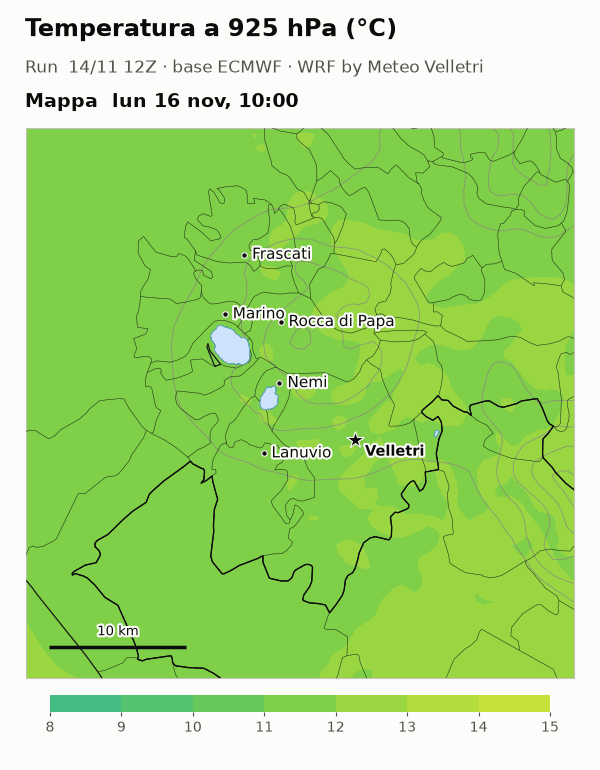 Temperatura a 925 hPa (°C)
Run  14/11 12Z · base ECMWF · WRF by Meteo Velletri
Mappa  lun 16 nov, 10:00
Frascati
Marino
Rocca di Papa
Nemi
Velletri
Lanuvio
10 km
8 9 10 11 12 13 14 15